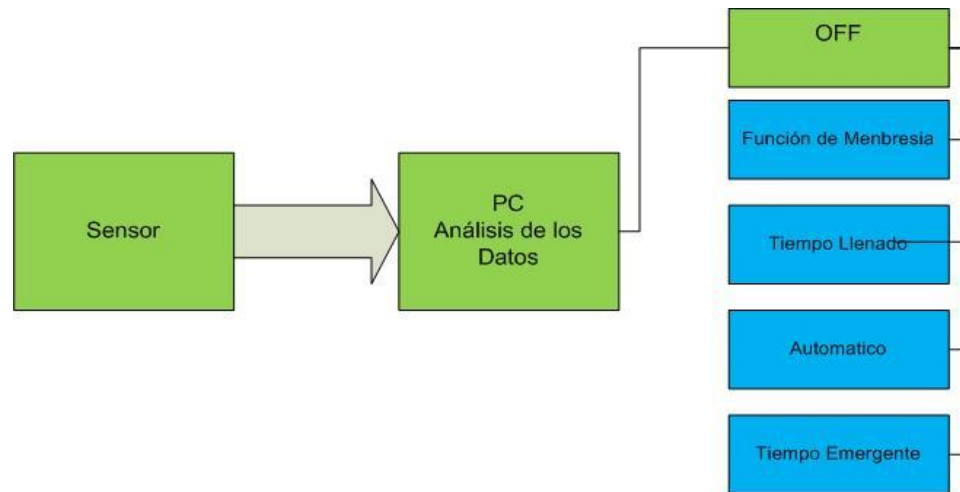 OFF
Función de Menbresia
Sensor
PC
Análisis de los
Datos
Tiempo Llenado
Automatico
Tiempo Emergente